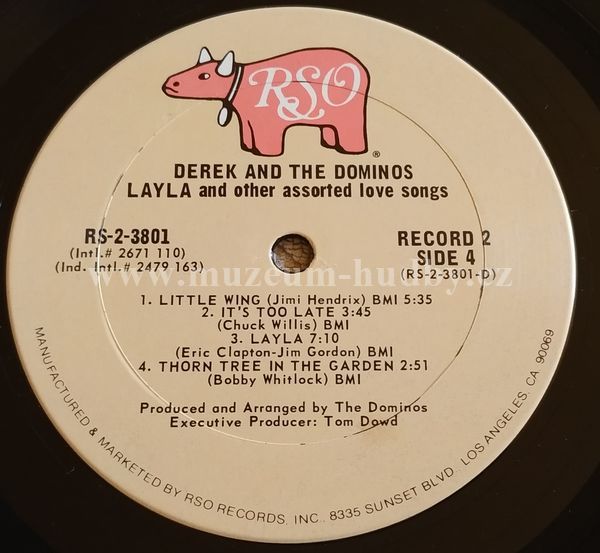 RSO
®
DEREK AND THE DOMINOS
LAYLA and other assorted love songs
RS-2-3801
(Intl.# 2671 110)
(Ind. Intl.# 2479 163)
RECORD 2
SIDE 4
(RS-2-3801-D)
www.muzeum-hudby.cz
1. LITTLE WING (Jimi Hendrix) BMI 5:35
2. IT'S TOO LATE 3:45
(Chuck Willis) BMI
3. LAYLA 7:10
(Eric Clapton-Jim Gordon) BMI
4. THORN TREE IN THE GARDEN 2:51
(Bobby Whitlock) BMI
Produced and Arranged by The Dominos
Executive Producer: Tom Dowd
MANUFACTURED & MARKETED BY RSO RECORDS, INC., 8335 SUNSET BLVD., LOS ANGELES, CA 90069